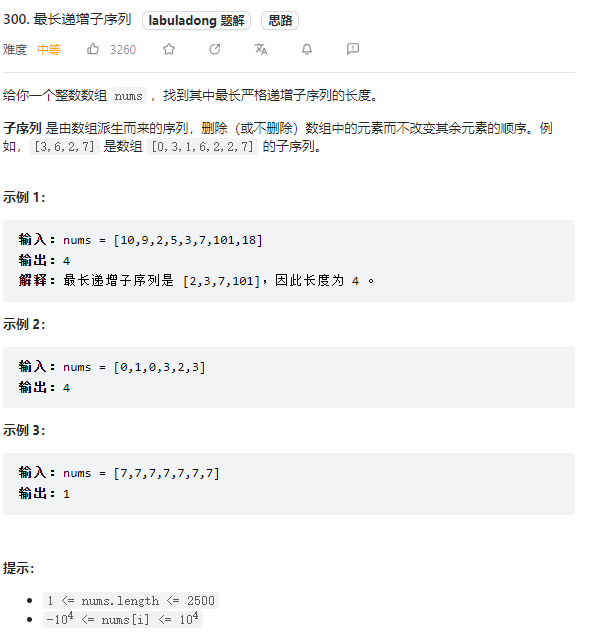 300. 最长递增子序列 labuladong 题解 思路
难度 中等 3260
给你一个整数数组 nums ，找到其中最长严格递增子序列的长度。
子序列 是由数组派生而来的序列，删除（或不删除）数组中的元素而不改变其余元素的顺序。例
如，[3,6,2,7] 是数组 [0,3,1,6,2,2,7] 的子序列。
示例 1：
输入：nums = [10,9,2,5,3,7,101,18]
输出：4
解释：最长递增子序列是 [2,3,7,101]，因此长度为 4 。
示例 2：
输入：nums = [0,1,0,3,2,3]
输出：4
示例 3：
输入：nums = [7,7,7,7,7,7,7]
输出：1
提示：
• 1 <= nums.length <= 2500
• -10⁴ <= nums[i] <= 10⁴